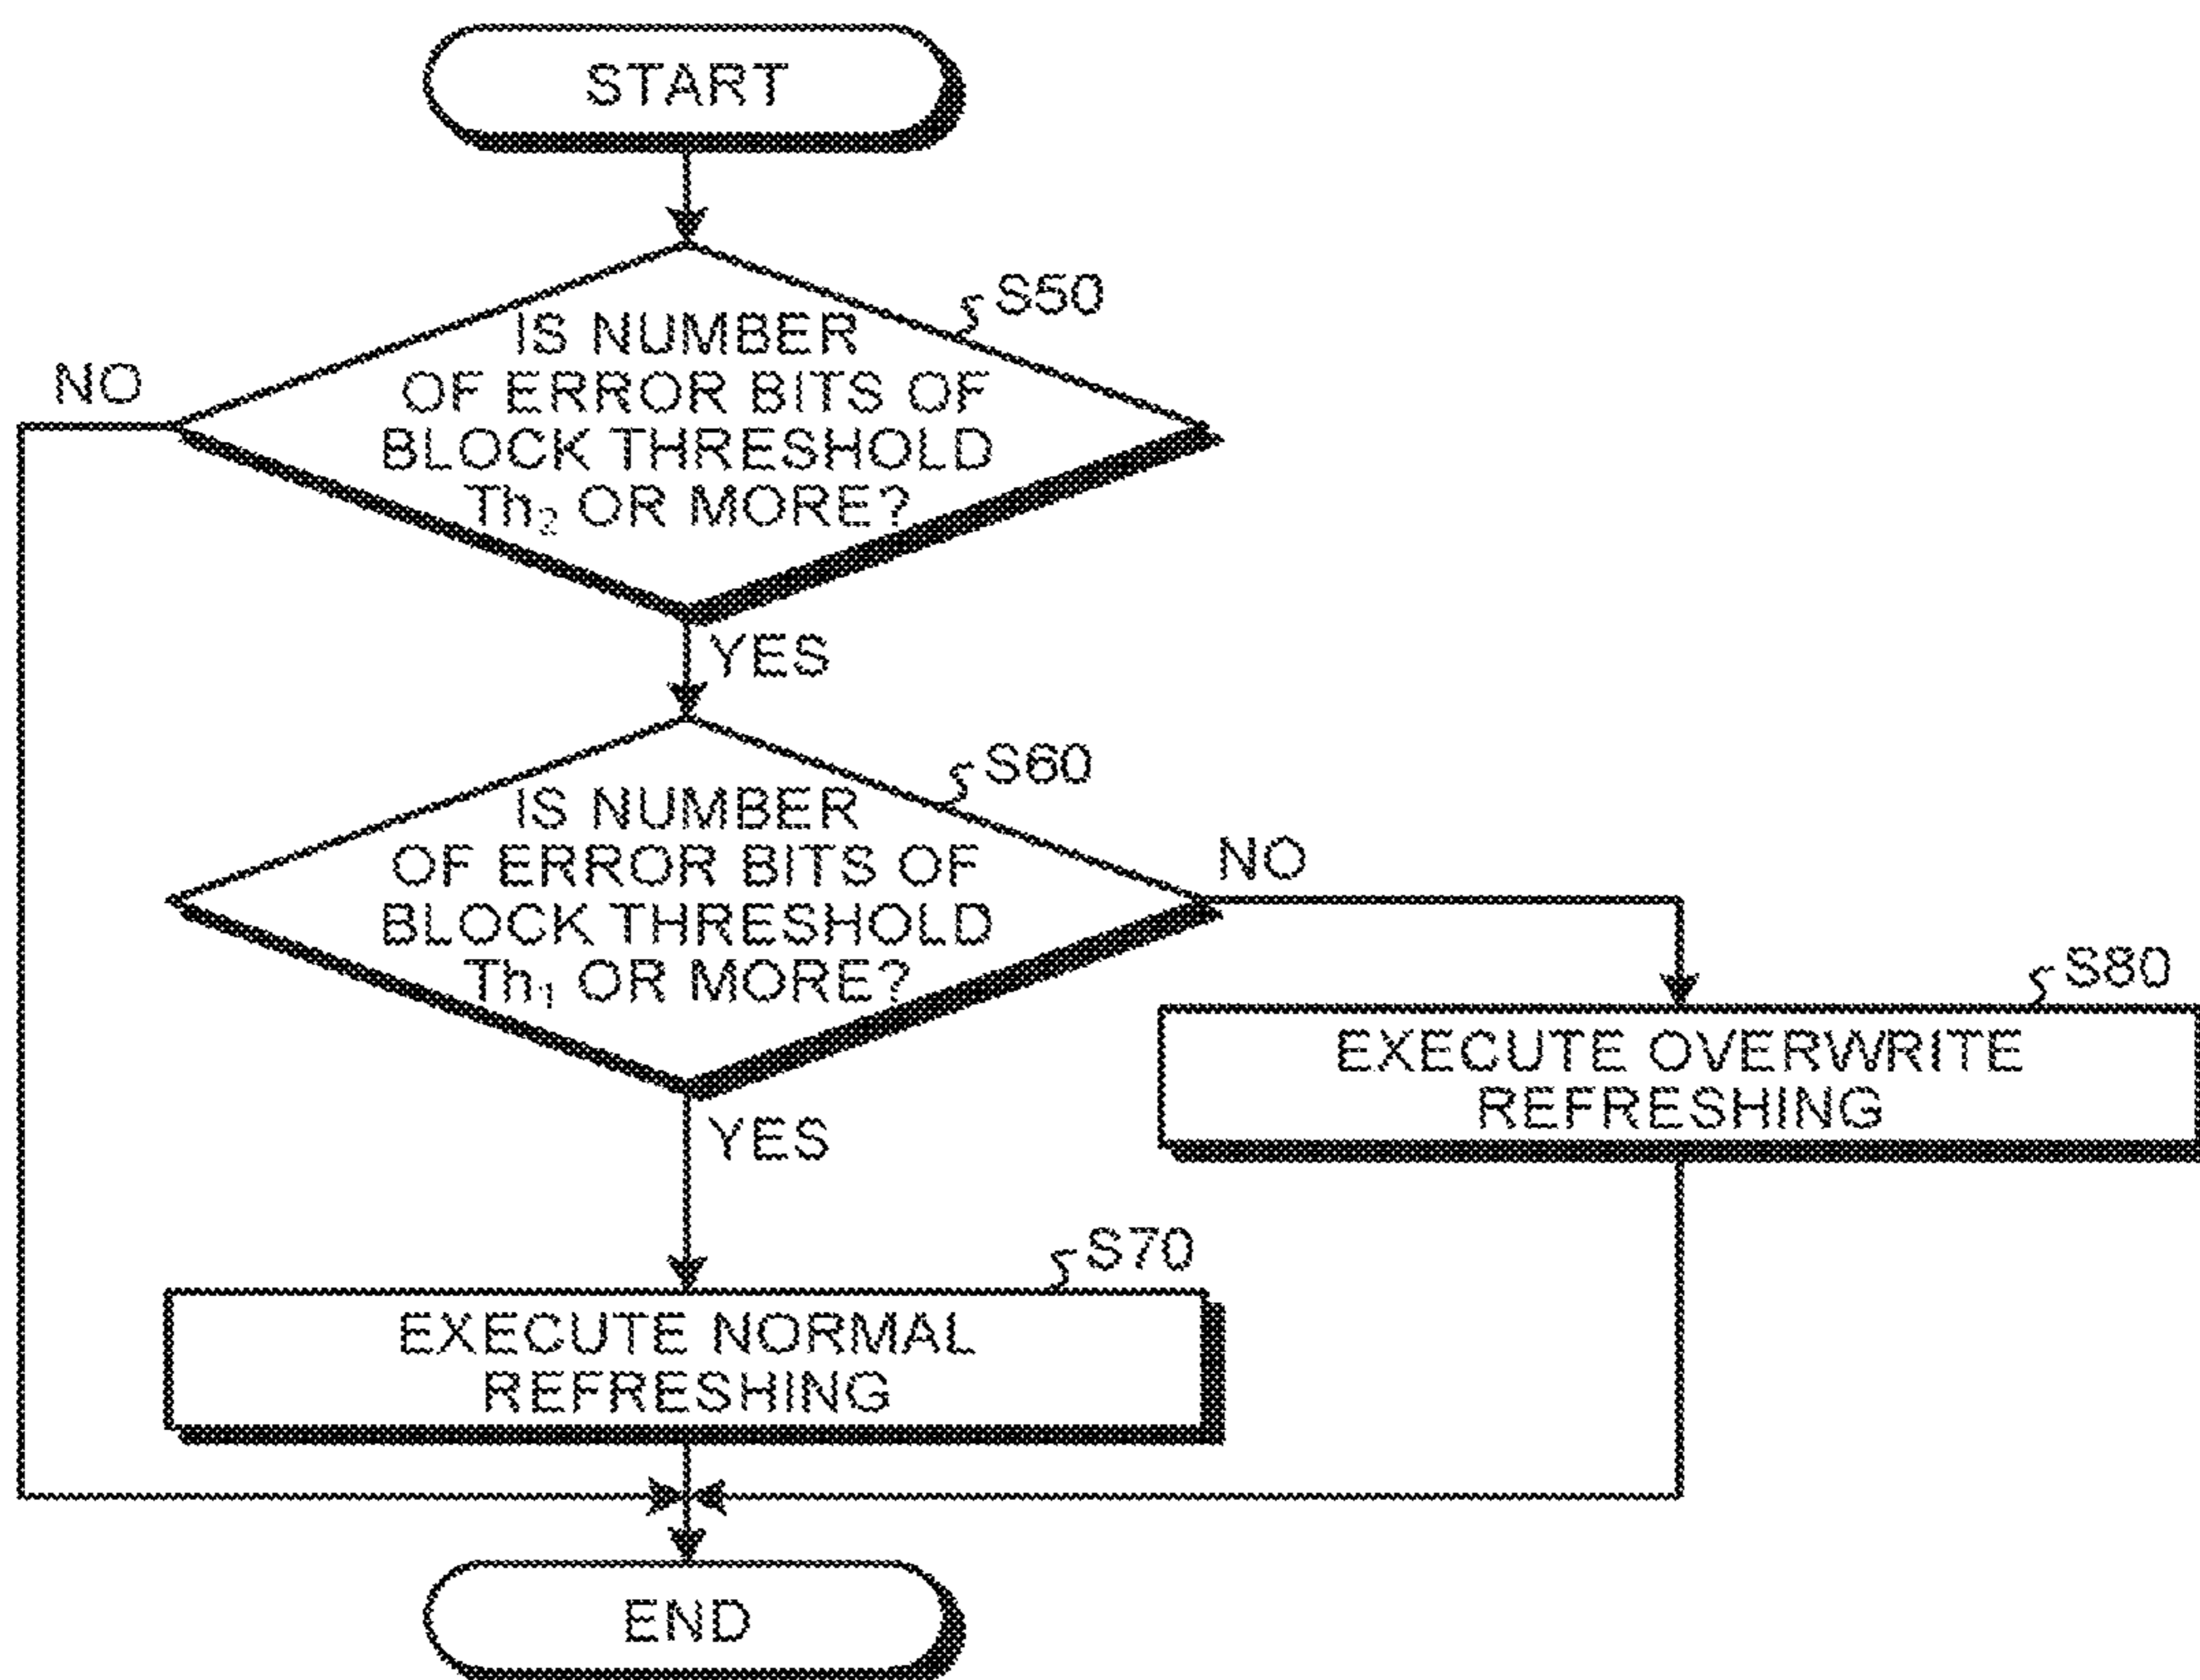 START
S50
IS NUMBER
OF ERROR BITS OF
BLOCK THRESHOLD
Th₂ OR MORE?
NO
YES
S60
IS NUMBER
OF ERROR BITS OF
BLOCK THRESHOLD
Th₁ OR MORE?
NO
YES
S80
EXECUTE OVERWRITE
REFRESHING
S70
EXECUTE NORMAL
REFRESHING
END